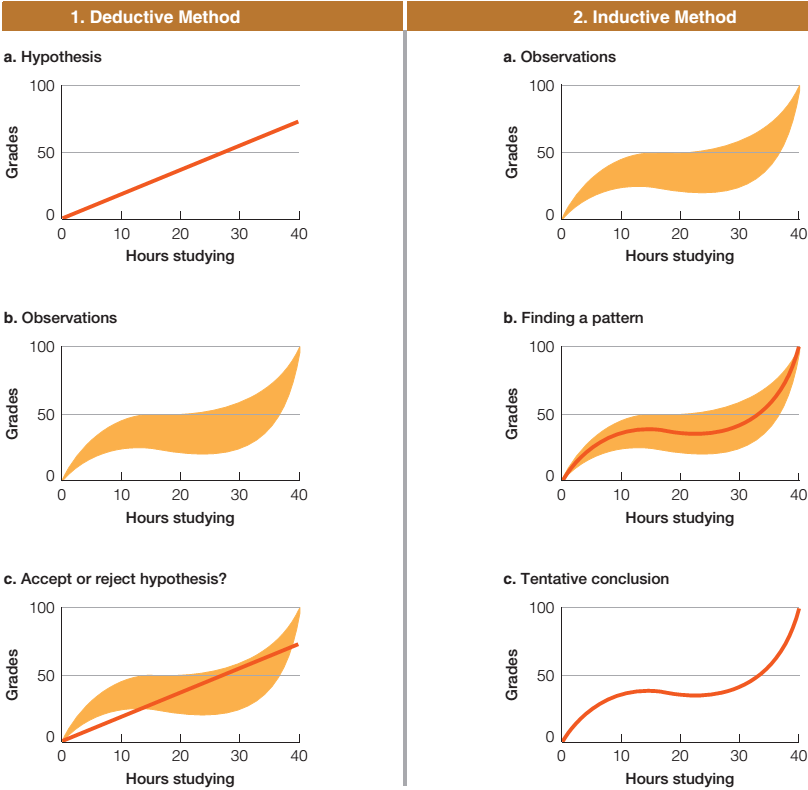 1. Deductive Method
a. Hypothesis
100
50
0
Grades
0 10 20 30 40
Hours studying
b. Observations
100
50
0
Grades
0 10 20 30 40
Hours studying
c. Accept or reject hypothesis?
100
50
0
Grades
0 10 20 30 40
Hours studying
2. Inductive Method
a. Observations
100
50
0
Grades
0 10 20 30 40
Hours studying
b. Finding a pattern
100
50
0
Grades
0 10 20 30 40
Hours studying
c. Tentative conclusion
100
50
0
Grades
0 10 20 30 40
Hours studying